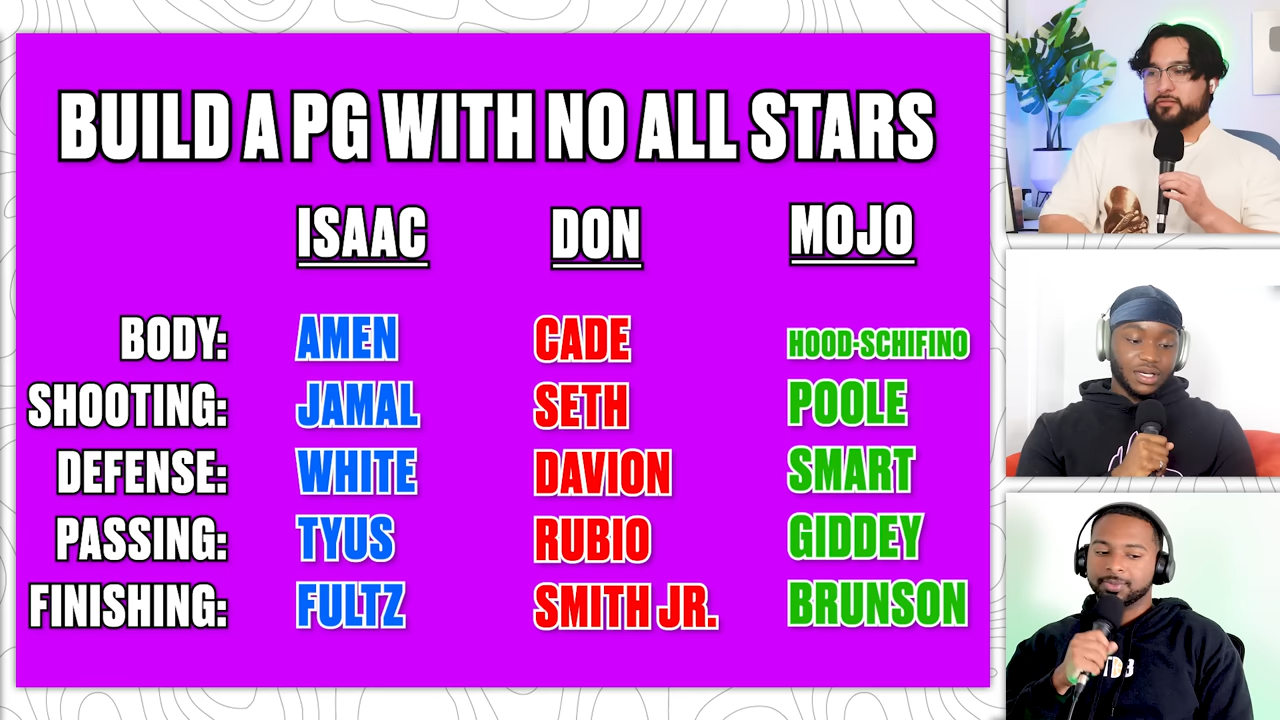 BUILD A PG WITH NO ALL STARS
ISAAC DON MOJO
BODY: AMEN CADE HOOD-SCHIFINO
SHOOTING: JAMAL SETH POOLE
DEFENSE: WHITE DAVION SMART
PASSING: TYUS RUBIO GIDDEY
FINISHING: FULTZ SMITH JR. BRUNSON